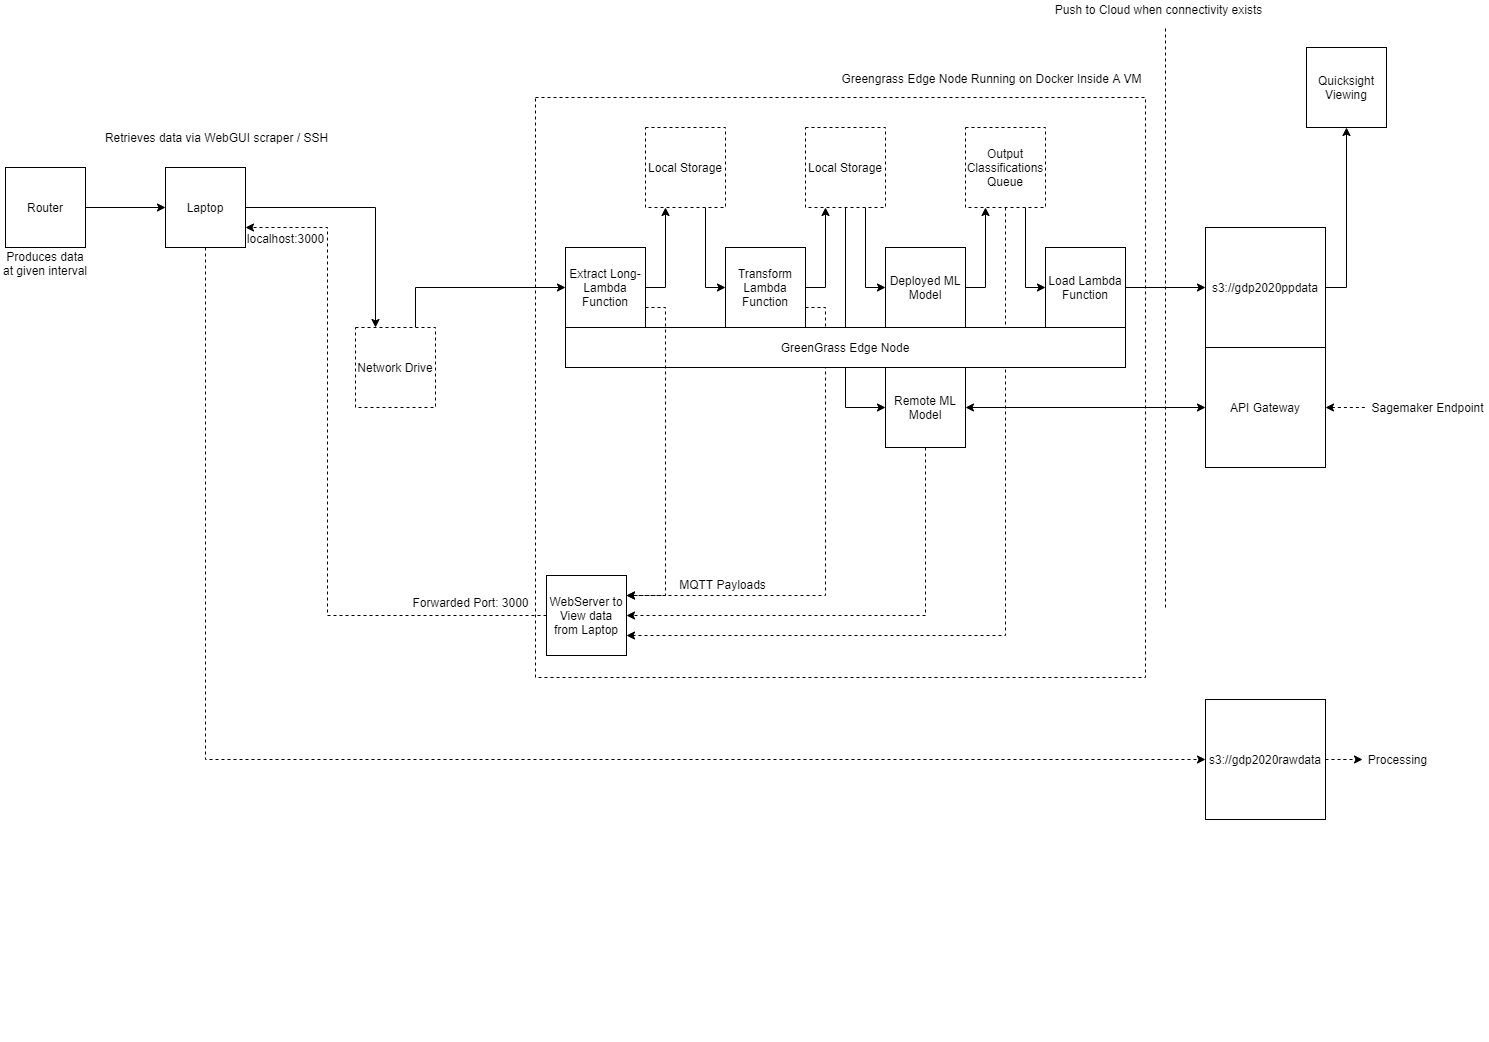 Push to Cloud when connectivity exists
Greengrass Edge Node Running on Docker Inside A VM
Quicksight
Viewing
Retrieves data via WebGUI scraper / SSH
Router
Produces data
at given interval
Laptop
localhost:3000
Network Drive
Local Storage
Local Storage
Output
Classifications
Queue
Extract Long-
Lambda
Function
Transform
Lambda
Function
Deployed ML
Model
Load Lambda
Function
GreenGrass Edge Node
Remote ML
Model
s3://gdp2020ppdata
API Gateway
Sagemaker Endpoint
MQTT Payloads
Forwarded Port: 3000
WebServer to
View data
from Laptop
s3://gdp2020rawdata
Processing